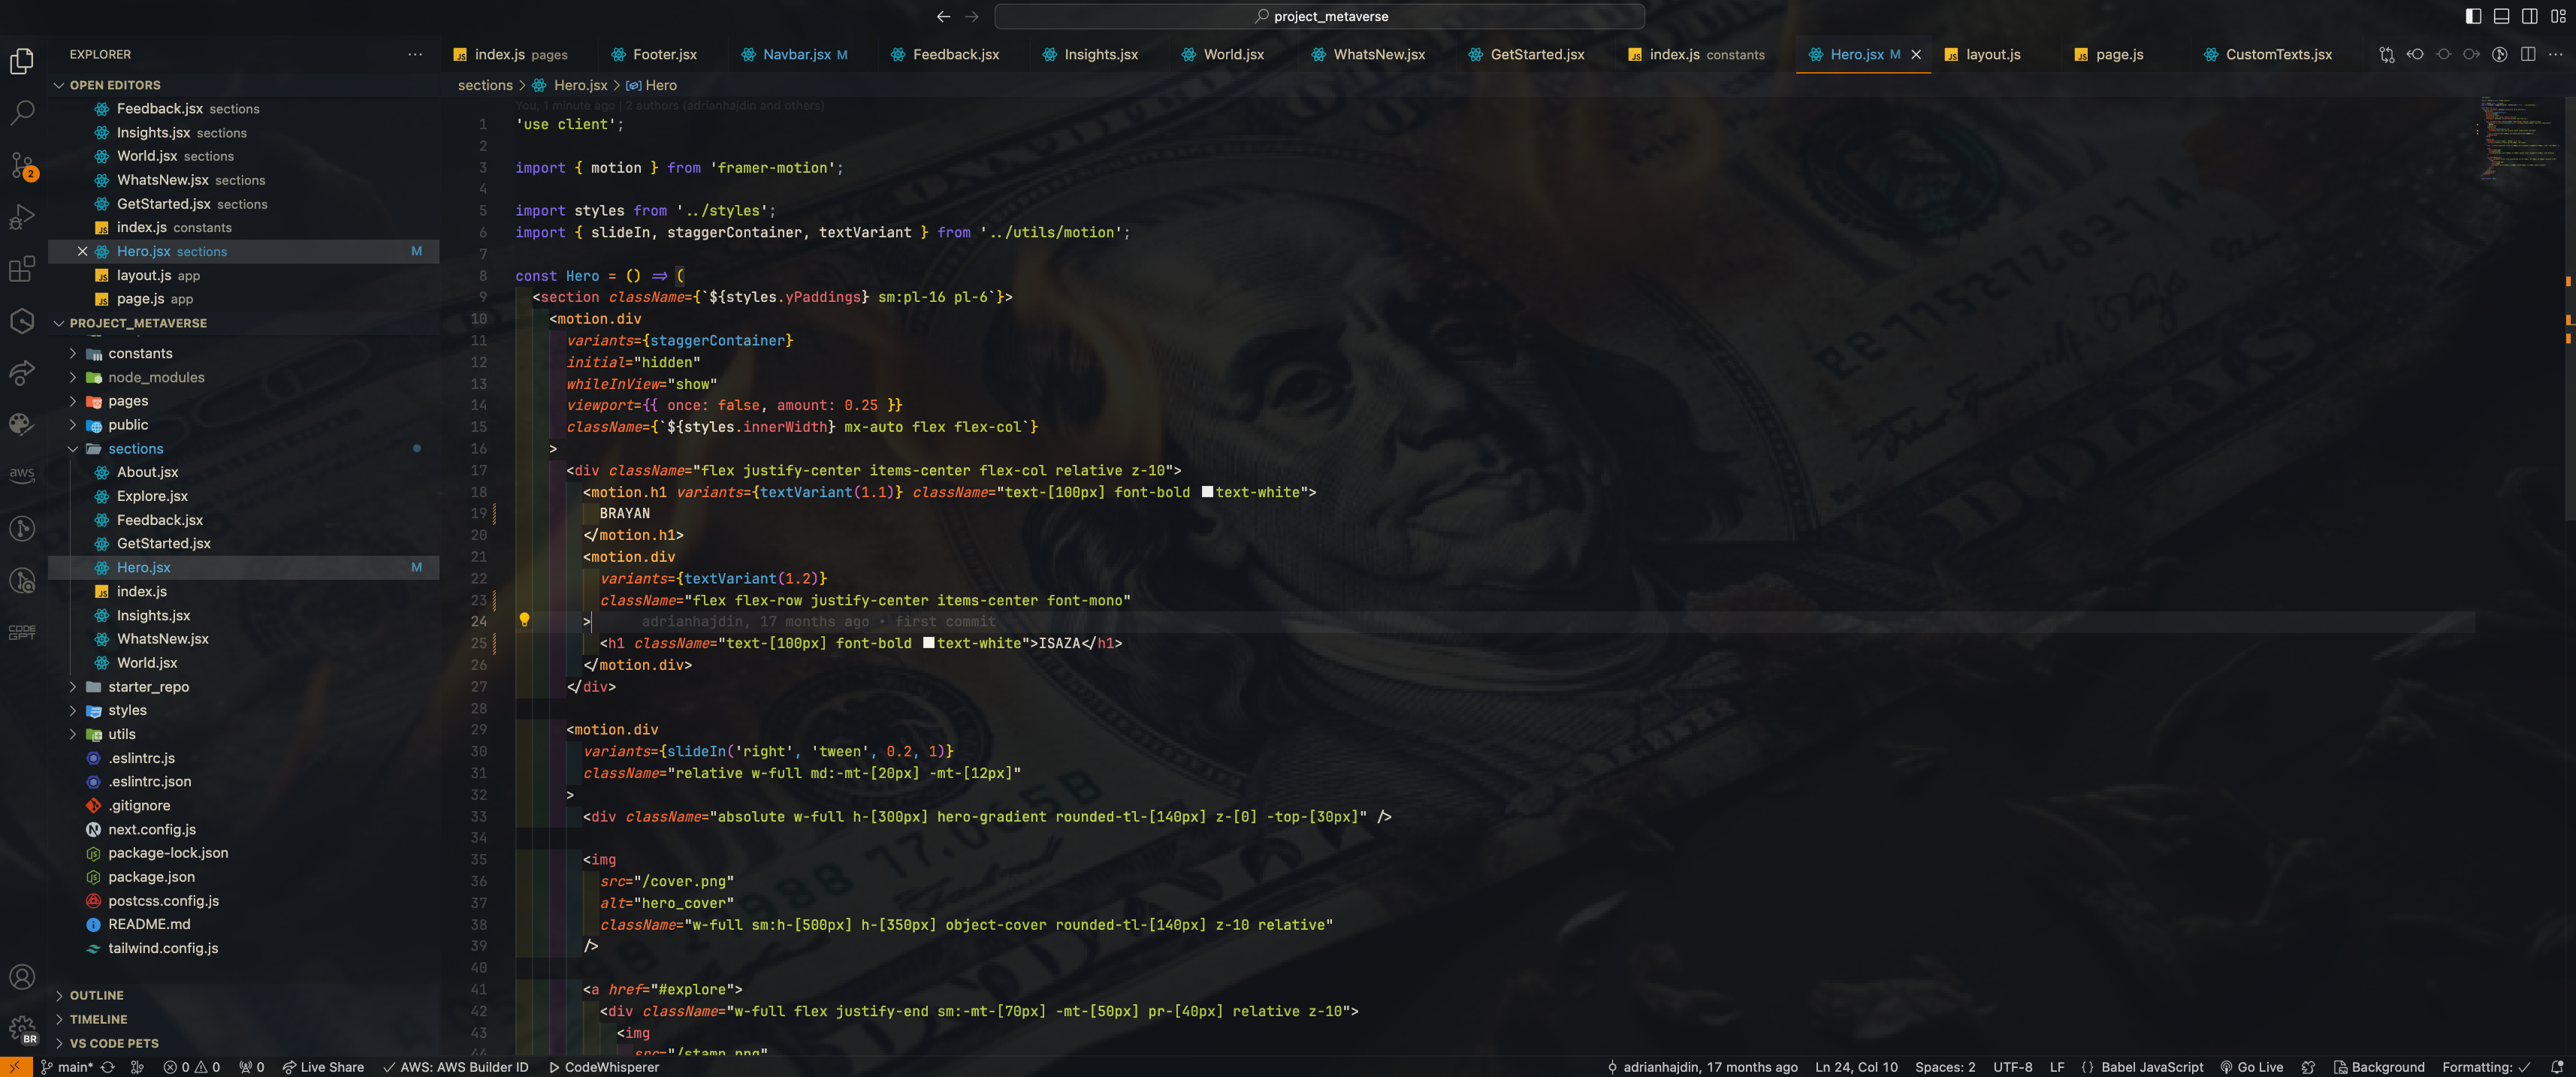 project_metaverse
EXPLORER
OPEN EDITORS
Feedback.jsx sections
Insights.jsx sections
World.jsx sections
WhatsNew.jsx sections
GetStarted.jsx sections
index.js constants
Hero.jsx sections M
layout.js app
page.js app
PROJECT_METAVERSE
constants
node_modules
pages
public
sections
About.jsx
Explore.jsx
Feedback.jsx
GetStarted.jsx
Hero.jsx M
index.js
Insights.jsx
WhatsNew.jsx
World.jsx
starter_repo
styles
utils
.eslintrc.js
.eslintrc.json
.gitignore
next.config.js
package-lock.json
package.json
postcss.config.js
README.md
tailwind.config.js
OUTLINE
TIMELINE
VS CODE PETS
2
aws
CODE
GPT
BR
index.js pages Footer.jsx Navbar.jsx M Feedback.jsx Insights.jsx World.jsx WhatsNew.jsx GetStarted.jsx index.js constants Hero.jsx M layout.js page.js CustomTexts.jsx
sections > Hero.jsx > Hero
You, 1 minute ago | 2 authors (adrianhajdin and others)
1 'use client';
2
3 import { motion } from 'framer-motion';
4
5 import styles from '../styles';
6 import { slideIn, staggerContainer, textVariant } from '../utils/motion';
7
8 const Hero = () => (
9 <section className={`${styles.yPaddings} sm:pl-16 pl-6`}>
10 <motion.div
11 variants={staggerContainer}
12 initial="hidden"
13 whileInView="show"
14 viewport={{ once: false, amount: 0.25 }}
15 className={`${styles.innerWidth} mx-auto flex flex-col`}
16 >
17 <div className="flex justify-center items-center flex-col relative z-10">
18 <motion.h1 variants={textVariant(1.1)} className="text-[100px] font-bold text-white">
19 BRAYAN
20 </motion.h1>
21 <motion.div
22 variants={textVariant(1.2)}
23 className="flex flex-row justify-center items-center font-mono"
24 > adrianhajdin, 17 months ago • first commit
25 <h1 className="text-[100px] font-bold text-white">ISAZA</h1>
26 </motion.div>
27 </div>
28
29 <motion.div
30 variants={slideIn('right', 'tween', 0.2, 1)}
31 className="relative w-full md:-mt-[20px] -mt-[12px]"
32 >
33 <div className="absolute w-full h-[300px] hero-gradient rounded-tl-[140px] z-[0] -top-[30px]" />
34
35 <img
36 src="/cover.png"
37 alt="hero_cover"
38 className="w-full sm:h-[500px] h-[350px] object-cover rounded-tl-[140px] z-10 relative"
39 />
40
41 <a href="#explore">
42 <div className="w-full flex justify-end sm:-mt-[70px] -mt-[50px] pr-[40px] relative z-10">
43 <img
44 src="/stamp.png"
main* 0 0 0 Live Share AWS: AWS Builder ID CodeWhisperer adrianhajdin, 17 months ago Ln 24, Col 10 Spaces: 2 UTF-8 LF {} Babel JavaScript Go Live Background Formatting: